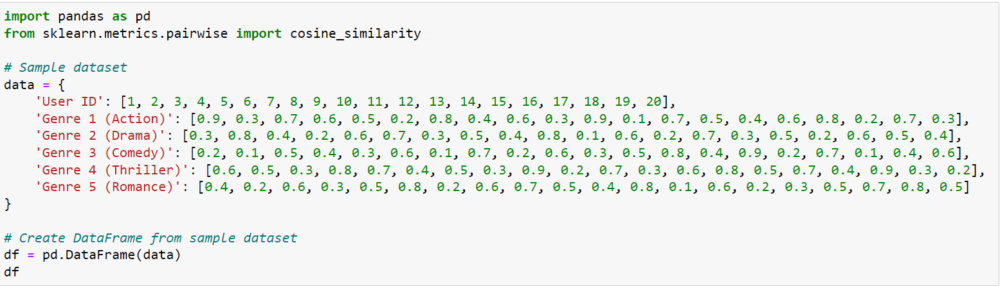 import pandas as pd
from sklearn.metrics.pairwise import cosine_similarity

# Sample dataset
data = {
    'User ID': [1, 2, 3, 4, 5, 6, 7, 8, 9, 10, 11, 12, 13, 14, 15, 16, 17, 18, 19, 20],
    'Genre 1 (Action)': [0.9, 0.3, 0.7, 0.6, 0.5, 0.2, 0.8, 0.4, 0.6, 0.3, 0.9, 0.1, 0.7, 0.5, 0.4, 0.6, 0.8, 0.2, 0.7, 0.3],
    'Genre 2 (Drama)': [0.3, 0.8, 0.4, 0.2, 0.6, 0.7, 0.3, 0.5, 0.4, 0.8, 0.1, 0.6, 0.2, 0.7, 0.3, 0.5, 0.2, 0.6, 0.5, 0.4],
    'Genre 3 (Comedy)': [0.2, 0.1, 0.5, 0.4, 0.3, 0.6, 0.1, 0.7, 0.2, 0.6, 0.3, 0.5, 0.8, 0.4, 0.9, 0.2, 0.7, 0.1, 0.4, 0.6],
    'Genre 4 (Thriller)': [0.6, 0.5, 0.3, 0.8, 0.7, 0.4, 0.5, 0.3, 0.9, 0.2, 0.7, 0.3, 0.6, 0.8, 0.5, 0.7, 0.4, 0.9, 0.3, 0.2],
    'Genre 5 (Romance)': [0.4, 0.2, 0.6, 0.3, 0.5, 0.8, 0.2, 0.6, 0.7, 0.5, 0.4, 0.8, 0.1, 0.6, 0.2, 0.3, 0.5, 0.7, 0.8, 0.5]
}

# Create DataFrame from sample dataset
df = pd.DataFrame(data)
df